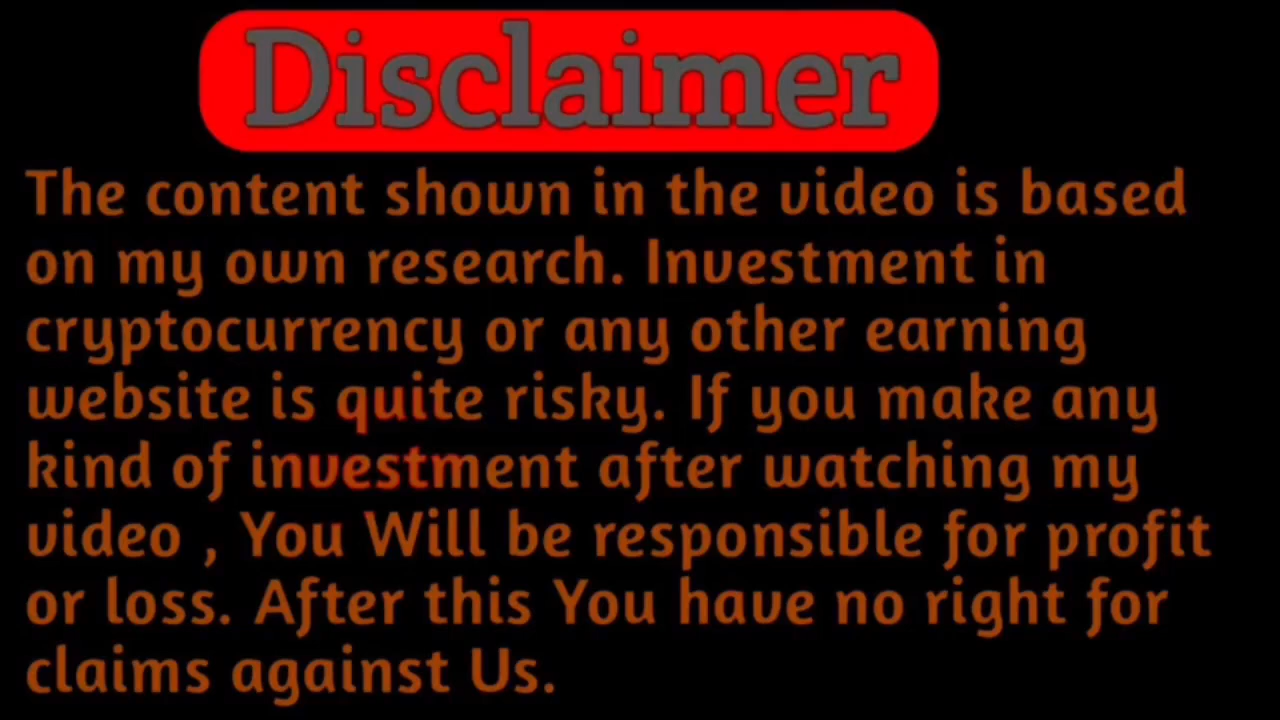 Disclaimer
The content shown in the video is based
on my own research. Investment in
cryptocurrency or any other earning
website is quite risky. If you make any
kind of investment after watching my
video , You Will be responsible for profit
or loss. After this You have no right for
claims against Us.